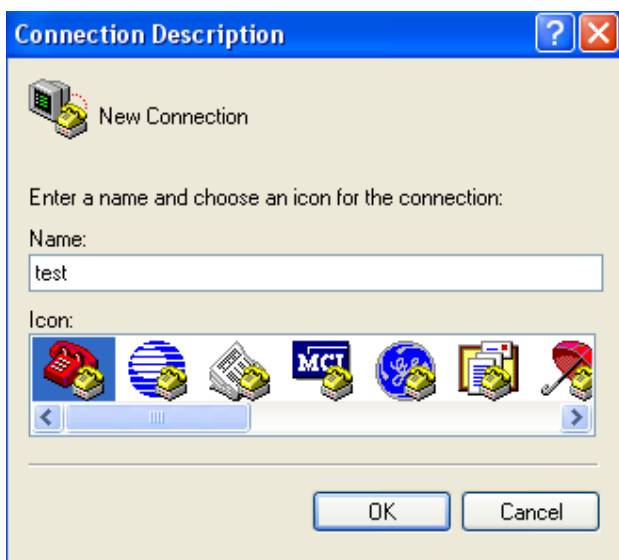 Connection Description
New Connection
Enter a name and choose an icon for the connection:
Name:
test
Icon:
MCI
OK Cancel